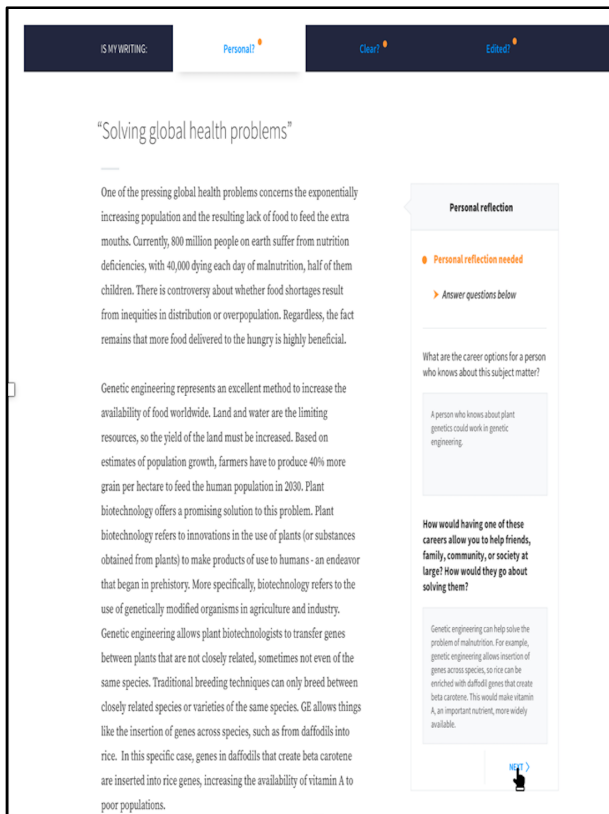 IS MY WRITING:
Personal?
Clear?
Edited?
“Solving global health problems”
One of the pressing global health problems concerns the exponentially
increasing population and the resulting lack of food to feed the extra
mouths. Currently, 800 million people on earth suffer from nutrition
deficiencies, with 40,000 dying each day of malnutrition, half of them
children. There is controversy about whether food shortages result
from inequities in distribution or overpopulation. Regardless, the fact
remains that more food delivered to the hungry is highly beneficial.
Genetic engineering represents an excellent method to increase the
availability of food worldwide. Land and water are the limiting
resources, so the yield of the land must be increased. Based on
estimates of population growth, farmers have to produce 40% more
grain per hectare to feed the human population in 2030. Plant
biotechnology offers a promising solution to this problem. Plant
biotechnology refers to innovations in the use of plants (or substances
obtained from plants) to make products of use to humans - an endeavor
that began in prehistory. More specifically, biotechnology refers to the
use of genetically modified organisms in agriculture and industry.
Genetic engineering allows plant biotechnologists to transfer genes
between plants that are not closely related, sometimes not even of the
same species. Traditional breeding techniques can only breed between
closely related species or varieties of the same species. GE allows things
like the insertion of genes across species, such as from daffodils into
rice. In this specific case, genes in daffodils that create beta carotene
are inserted into rice genes, increasing the availability of vitamin A to
poor populations.
Personal reflection
Personal reflection needed
Answer questions below
What are the career options for a person
who knows about this subject matter?
A person who knows about plant
genetics could work in genetic
engineering.
How would having one of these
careers allow you to help friends,
family, community, or society at
large? How would they go about
solving them?
Genetic engineering can help solve the
problem of malnutrition. For example,
genetic engineering allows insertion of
genes across species, so rice can be
enriched with daffodil genes that create
beta carotene. This would make vitamin
A, an important nutrient, more widely
available.
NEXT